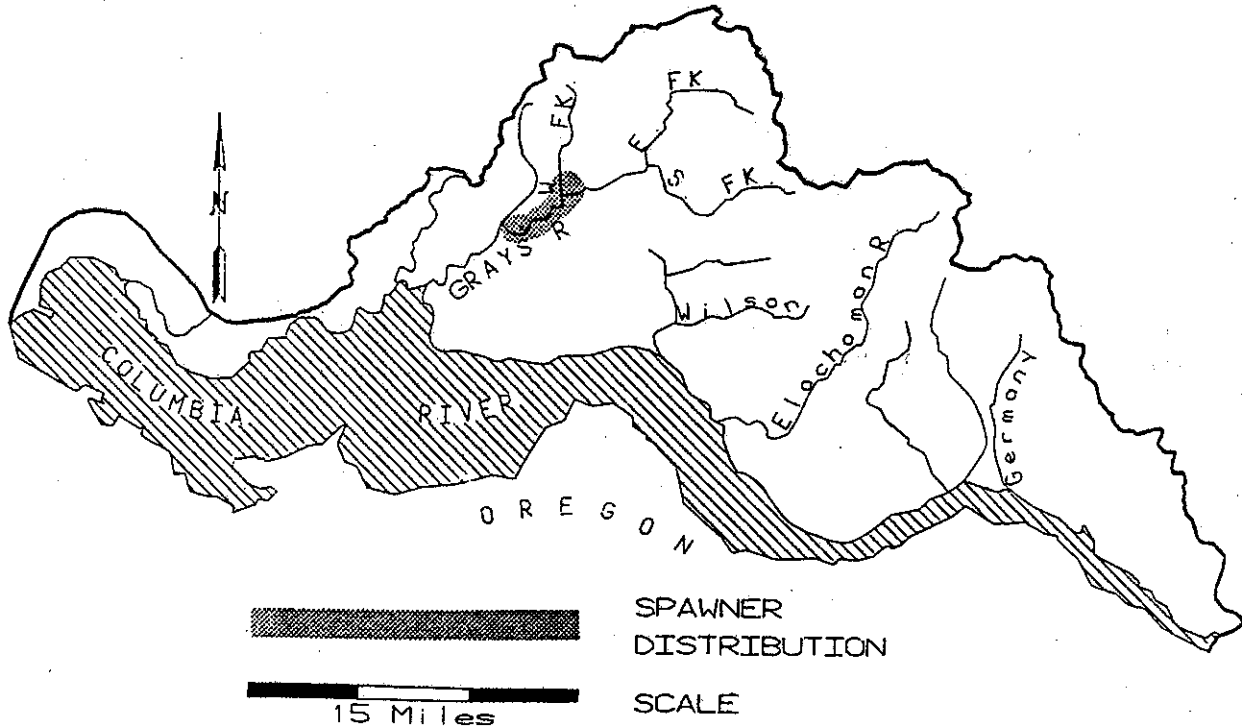 FK
FK
E
W
S
FK
N
GRAYS R
Wilson
Elochoman R
Germany
COLUMBIA
RIVER
OREGON
SPAWNER
DISTRIBUTION
SCALE
15 Miles